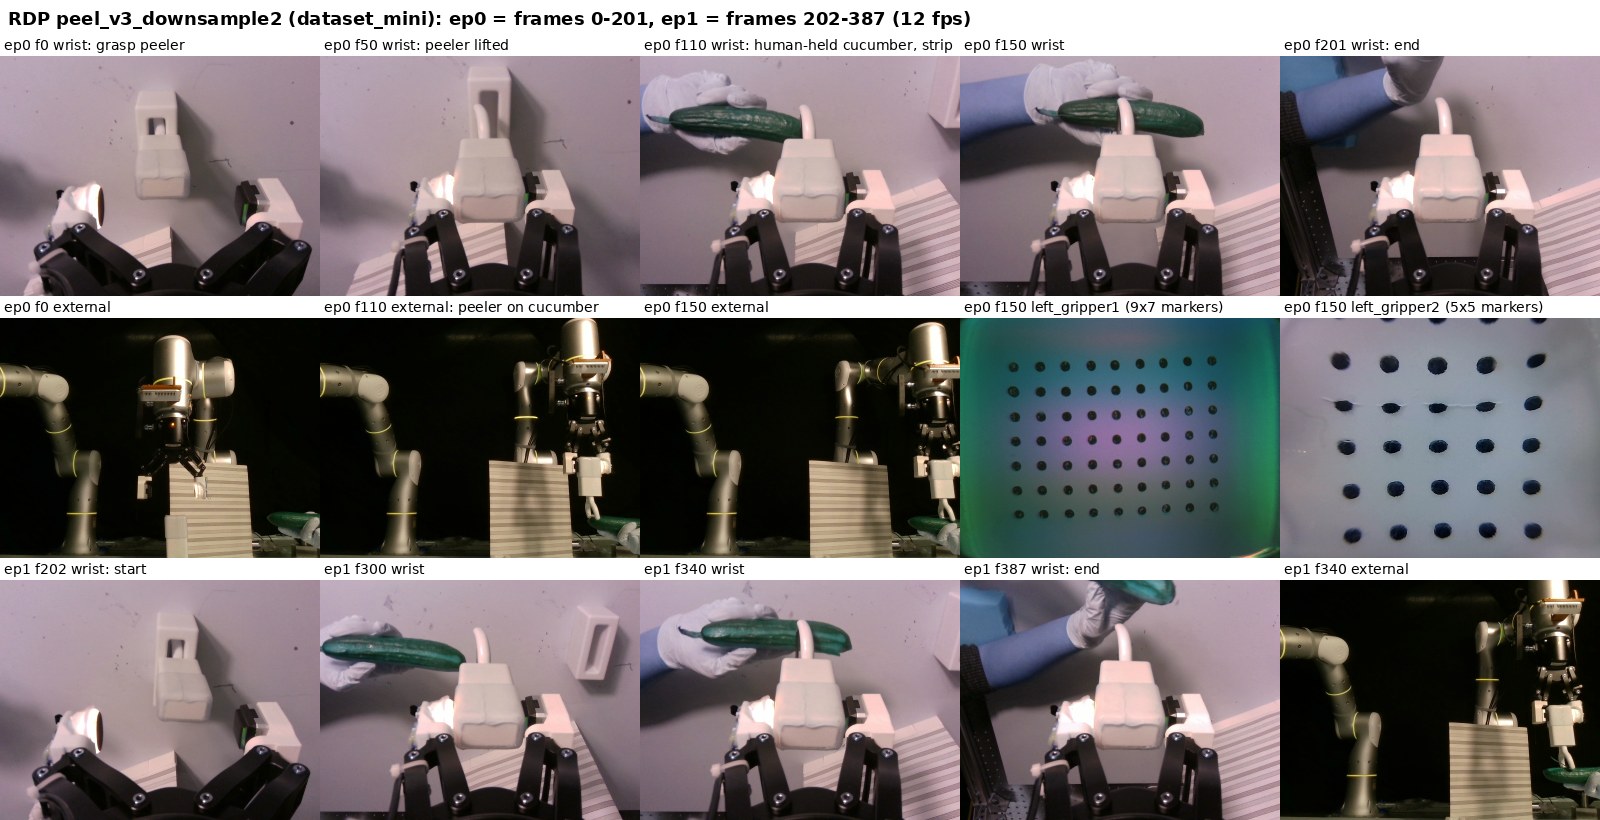 RDP peel_v3_downsample2 (dataset_mini): ep0 = frames 0-201, ep1 = frames 202-387 (12 fps)
ep0 f0 wrist: grasp peeler
ep0 f50 wrist: peeler lifted
ep0 f110 wrist: human-held cucumber, strip
ep0 f150 wrist
ep0 f201 wrist: end
ep0 f0 external
ep0 f110 external: peeler on cucumber
ep0 f150 external
ep0 f150 left_gripper1 (9x7 markers)
ep0 f150 left_gripper2 (5x5 markers)
ep1 f202 wrist: start
ep1 f300 wrist
ep1 f340 wrist
ep1 f387 wrist: end
ep1 f340 external